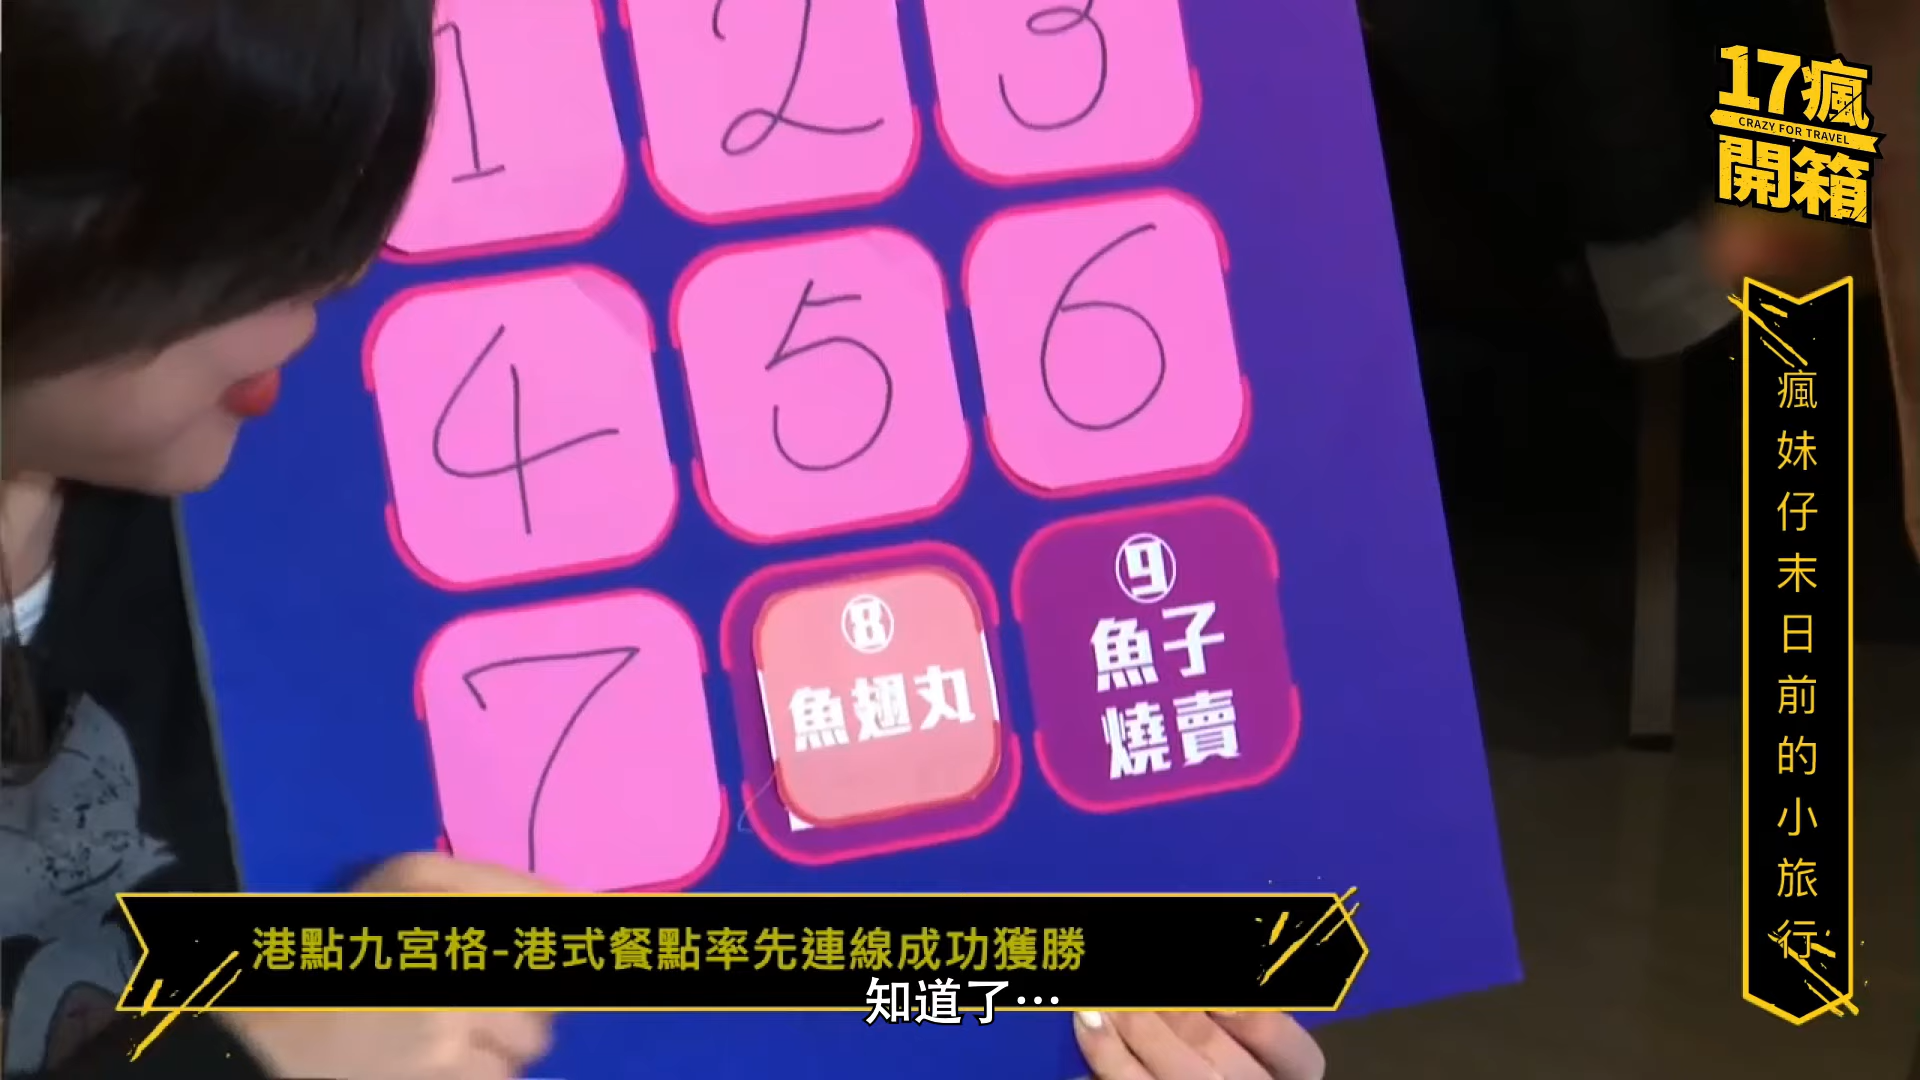 1
2
3
4
5
6
7
⑧
魚翅丸
⑨
魚子
燒賣
17瘋
CRAZY FOR TRAVEL
開箱
瘋妹仔末日前的小旅行
港點九宮格-港式餐點率先連線成功獲勝
知道了…